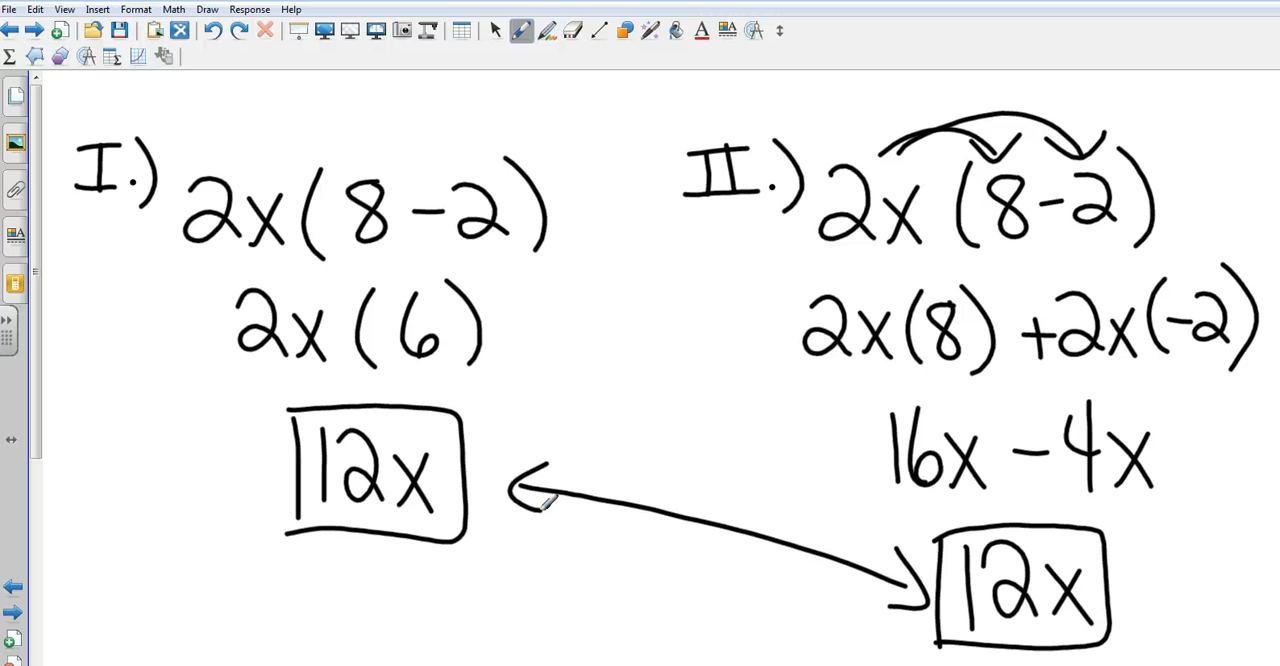 File Edit View Insert Format Math Draw Response Help
I.) 2x(8-2)
2x(6)
12x
II.) 2x(8-2)
2x(8) +2x(-2)
16x - 4x
12x